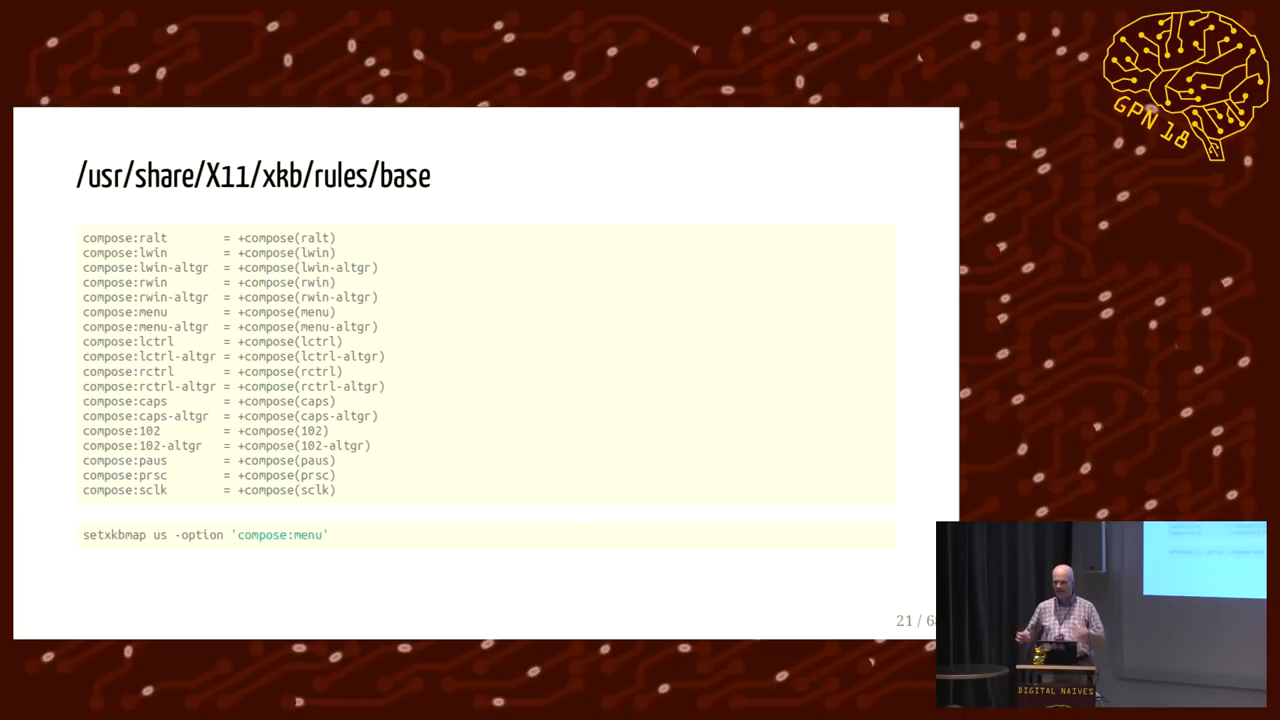 GPN 18
/usr/share/X11/xkb/rules/base
compose:ralt = +compose(ralt)
compose:lwin = +compose(lwin)
compose:lwin-altgr = +compose(lwin-altgr)
compose:rwin = +compose(rwin)
compose:rwin-altgr = +compose(rwin-altgr)
compose:menu = +compose(menu)
compose:menu-altgr = +compose(menu-altgr)
compose:lctrl = +compose(lctrl)
compose:lctrl-altgr = +compose(lctrl-altgr)
compose:rctrl = +compose(rctrl)
compose:rctrl-altgr = +compose(rctrl-altgr)
compose:caps = +compose(caps)
compose:caps-altgr = +compose(caps-altgr)
compose:102 = +compose(102)
compose:102-altgr = +compose(102-altgr)
compose:paus = +compose(paus)
compose:prsc = +compose(prsc)
compose:sclk = +compose(sclk)
setxkbmap us -option 'compose:menu'
21 /
DIGITAL NAIVES